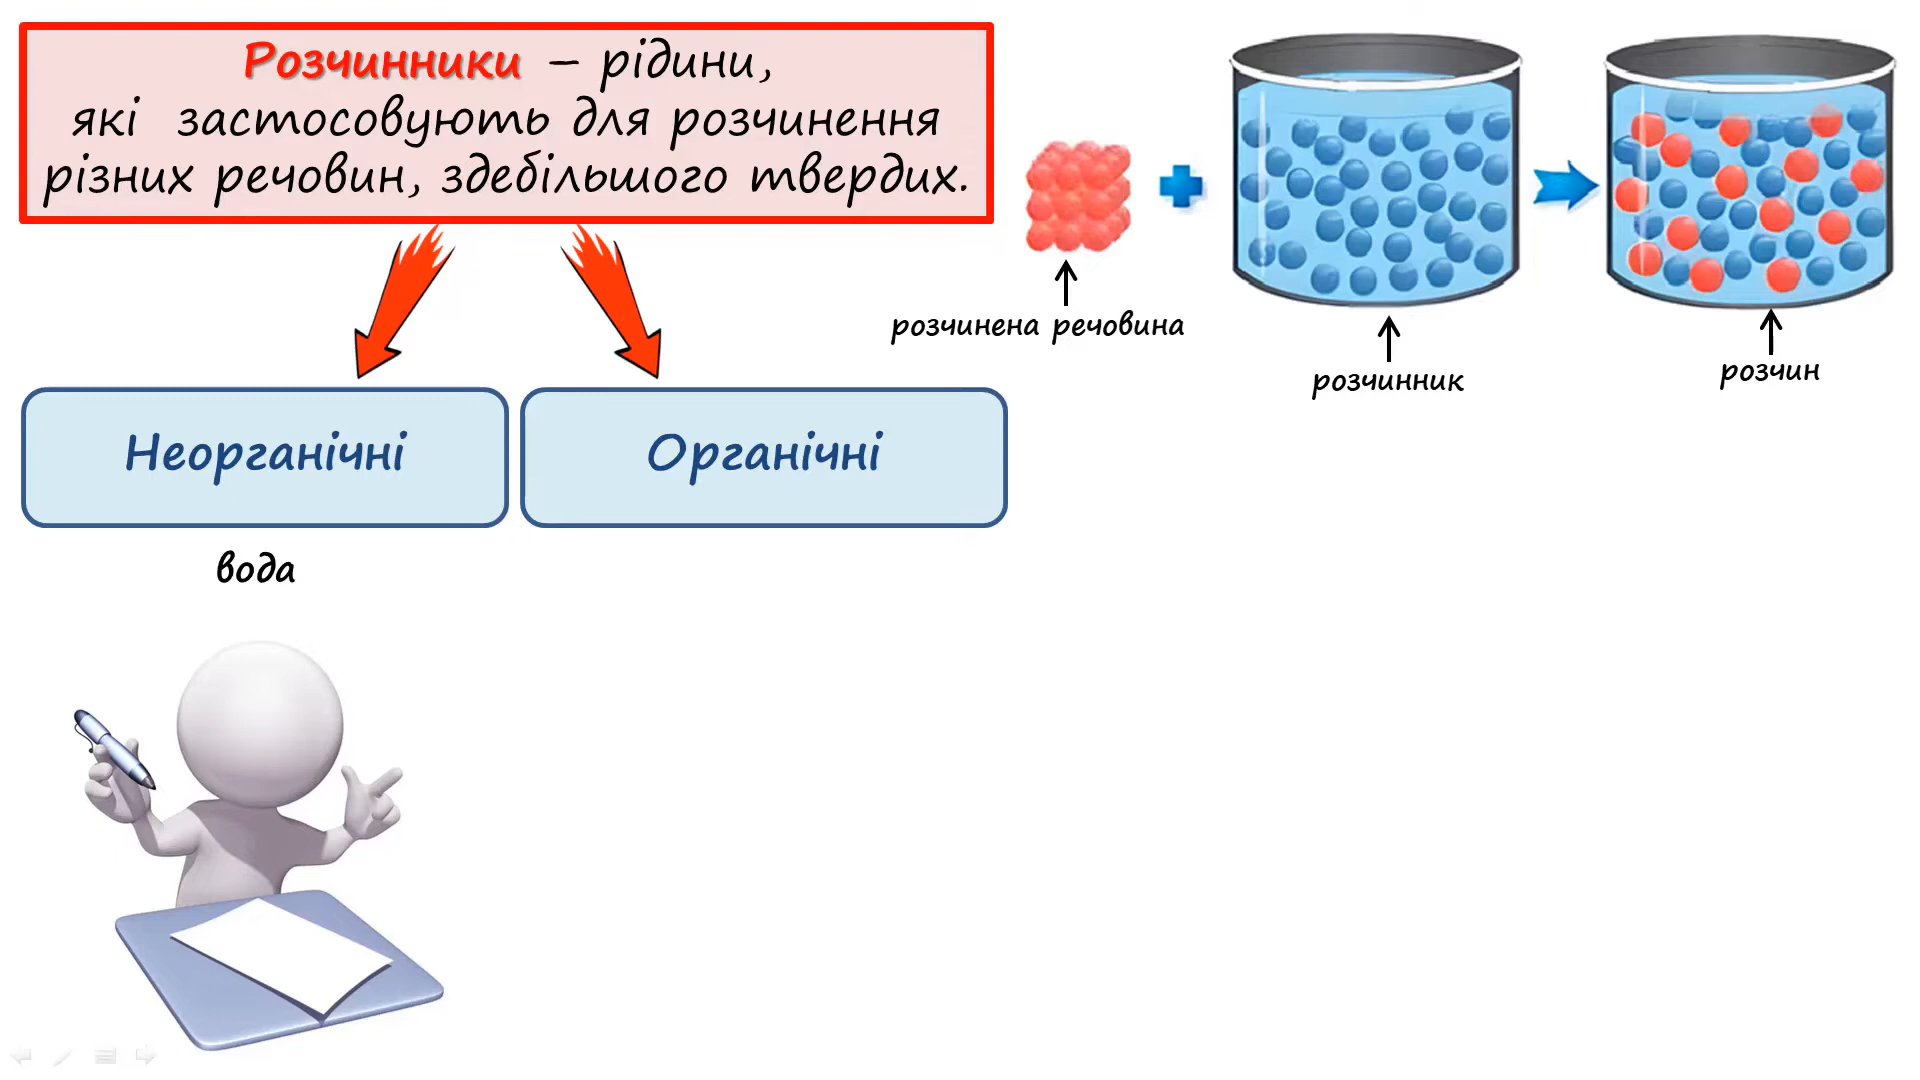 Розчинники – рідини,
які застосовують для розчинення
різних речовин, здебільшого твердих.
розчинена речовина
розчинник
розчин
Неорганічні
Органічні
вода